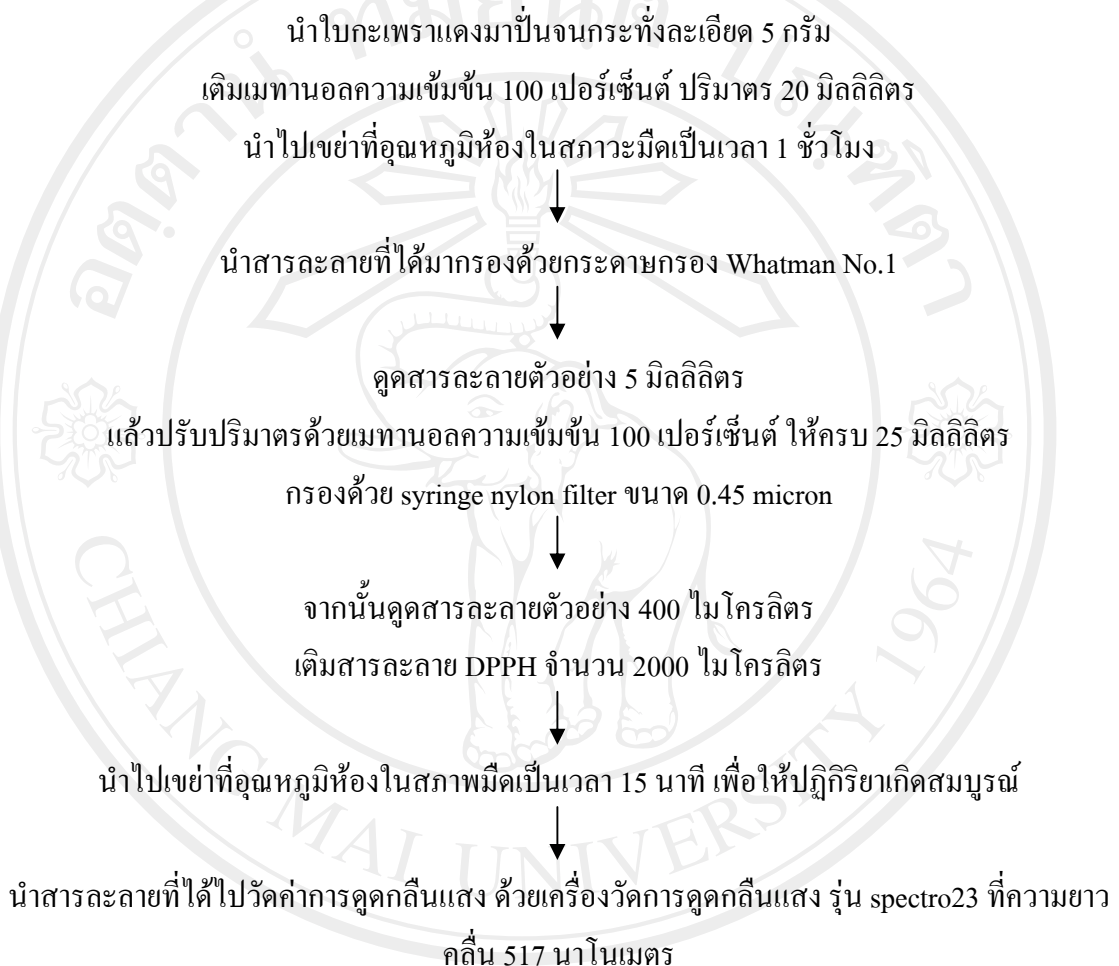 นำใบกะเพราแดงมาปั่นจนกระทั่งละเอียด 5 กรัม
เติมเมทานอลความเข้มข้น 100 เปอร์เซ็นต์ ปริมาตร 20 มิลลิลิตร
นำไปเขย่าที่อุณหภูมิห้องในสภาวะมืดเป็นเวลา 1 ชั่วโมง
นำสารละลายที่ได้มากรองด้วยกระดาษกรอง Whatman No.1
ดูดสารละลายตัวอย่าง 5 มิลลิลิตร
แล้วปรับปริมาตรด้วยเมทานอลความเข้มข้น 100 เปอร์เซ็นต์ ให้ครบ 25 มิลลิลิตร
กรองด้วย syringe nylon filter ขนาด 0.45 micron
จากนั้นดูดสารละลายตัวอย่าง 400 ไมโครลิตร
เติมสารละลาย DPPH จำนวน 2000 ไมโครลิตร
นำไปเขย่าที่อุณหภูมิห้องในสภาพมืดเป็นเวลา 15 นาที เพื่อให้ปฏิกิริยาเกิดสมบูรณ์
นำสารละลายที่ได้ไปวัดค่าการดูดกลืนแสง ด้วยเครื่องวัดการดูดกลืนแสง รุ่น spectro23 ที่ความยาว
คลื่น 517 นาโนเมตร
CHIANG MAI UNIVERSITY 1964